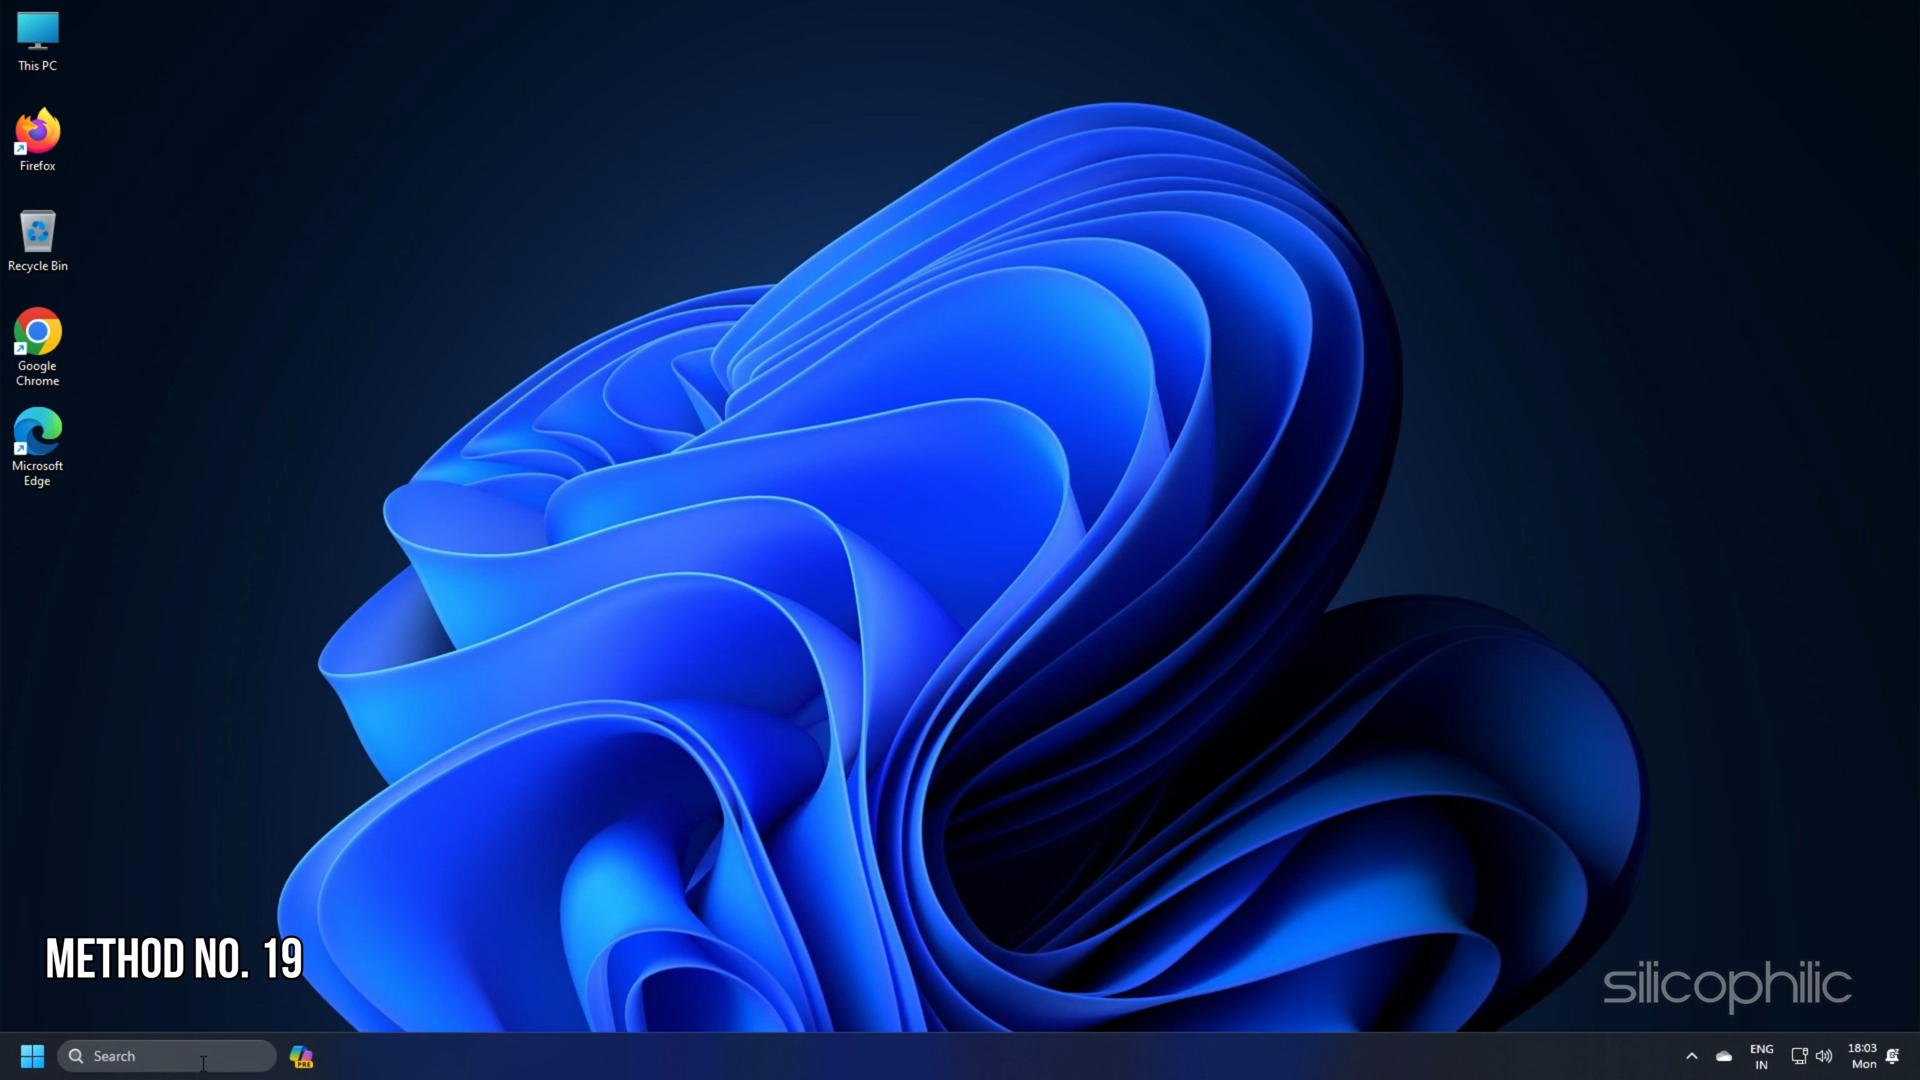 This PC
Firefox
Recycle Bin
Google
Chrome
Microsoft
Edge
METHOD NO. 19
silicophilic
Search
PRE
ENG
IN
18:03
Mon